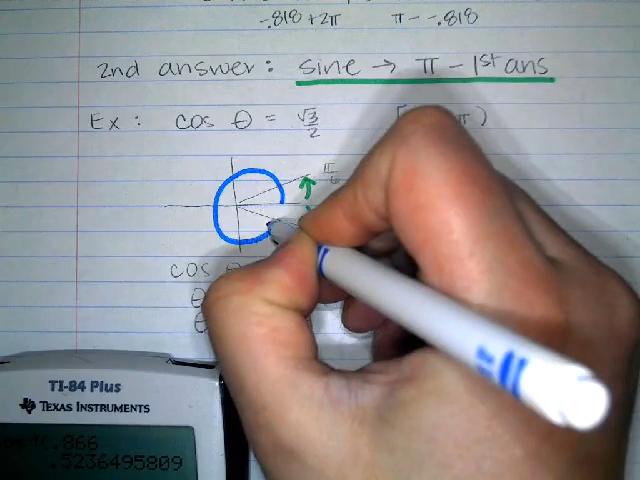 -.818+2π π--.818
2nd answer: sine → π - 1st ans
Ex: cos θ = √3/2 [ π)
π/6
cos θ
θ
θ
TI-84 Plus
TEXAS INSTRUMENTS
(.866
.5236495809